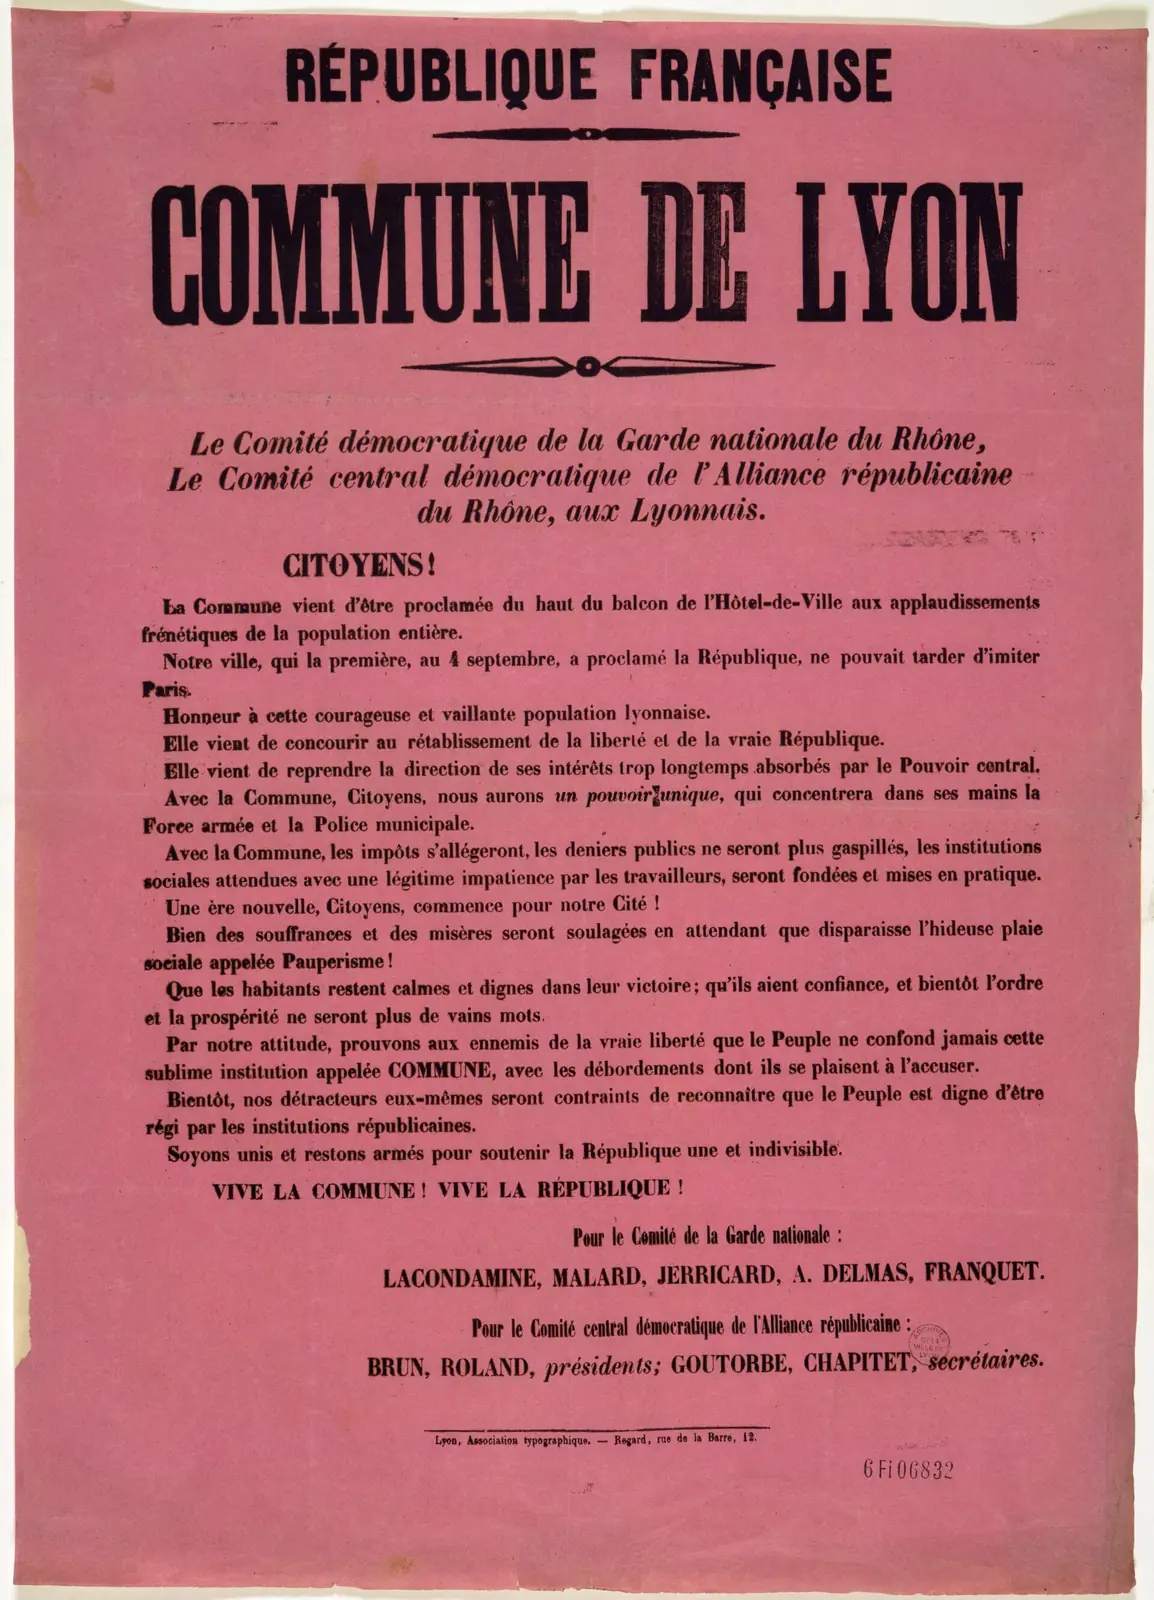 RÉPUBLIQUE FRANÇAISE
COMMUNE DE LYON
Le Comité démocratique de la Garde nationale du Rhône,
Le Comité central démocratique de l'Alliance républicaine
du Rhône, aux Lyonnais.
CITOYENS!
La Commune vient d'être proclamée du haut du balcon de l'Hôtel-de-Ville aux applaudissements
frénétiques de la population entière.
Notre ville, qui la première, au 4 septembre, a proclamé la République, ne pouvait tarder d'imiter
Paris.
Honneur à cette courageuse et vaillante population lyonnaise.
Elle vient de concourir au rétablissement de la liberté et de la vraie République.
Elle vient de reprendre la direction de ses intérêts trop longtemps absorbés par le Pouvoir central.
Avec la Commune, Citoyens, nous aurons un pouvoir unique, qui concentrera dans ses mains la
Force armée et la Police municipale.
Avec la Commune, les impôts s'allégeront, les deniers publics ne seront plus gaspillés, les institutions
sociales attendues avec une légitime impatience par les travailleurs, seront fondées et mises en pratique.
Une ère nouvelle, Citoyens, commence pour notre Cité !
Bien des souffrances et des misères seront soulagées en attendant que disparaisse l'hideuse plaie
sociale appelée Pauperisme !
Que les habitants restent calmes et dignes dans leur victoire ; qu'ils aient confiance, et bientôt l'ordre
et la prospérité ne seront plus de vains mots.
Par notre attitude, prouvons aux ennemis de la vraie liberté que le Peuple ne confond jamais cette
sublime institution appelée COMMUNE, avec les débordements dont ils se plaisent à l'accuser.
Bientôt, nos détracteurs eux-mêmes seront contraints de reconnaître que le Peuple est digne d'être
régi par les institutions républicaines.
Soyons unis et restons armés pour soutenir la République une et indivisible.
VIVE LA COMMUNE ! VIVE LA RÉPUBLIQUE !
Pour le Comité de la Garde nationale :
LACONDAMINE, MALARD, JERRICARD, A. DELMAS, FRANQUET.
Pour le Comité central démocratique de l'Alliance républicaine :
BRUN, ROLAND, présidents; GOUTORBE, CHAPITET, secrétaires.
ARCHIVES
VILLE DE
LYON
Lyon, Association typographique. — Regard, rue de la Barre, 12.
6Fi06832